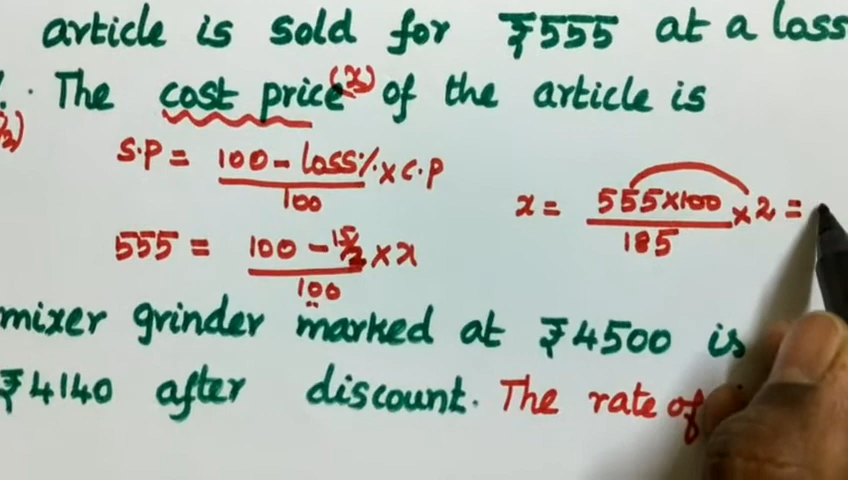 article is sold for ₹555 at a loss
The cost price (x) of the article is
S.P = 100 - loss% / 100 × C.P
555 = 100 - 15/2 / 100 × x
x = 555×100 / 185 × 2 =
mixer grinder marked at ₹4500 is
₹4140 after discount. The rate of